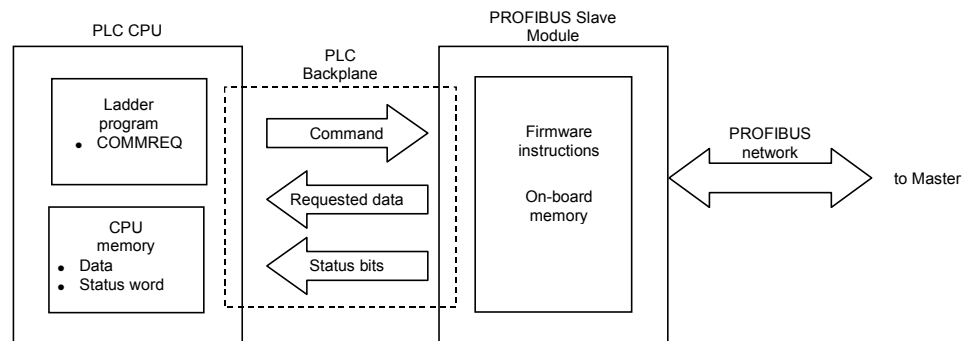 PLC CPU
Ladder
program
• COMMREQ
CPU
memory
• Data
• Status word
PLC
Backplane
Command
Requested data
Status bits
PROFIBUS Slave
Module
Firmware
instructions
On-board
memory
PROFIBUS
network
to Master